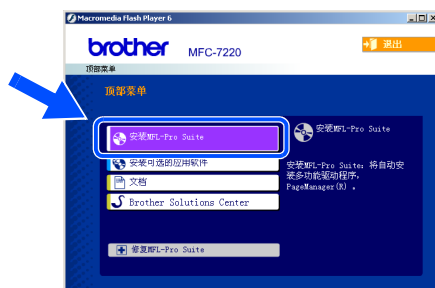 Macromedia Flash Player 6
brother MFC-7220
退出
顶部菜单
顶部菜单
安装MFL-Pro Suite
安装可选的应用软件
文档
Brother Solutions Center
修复MFL-Pro Suite
安装MFL-Pro Suite
安装MFL-Pro Suite: 将自动安
装多功能驱动程序,
PageManager(R) 。